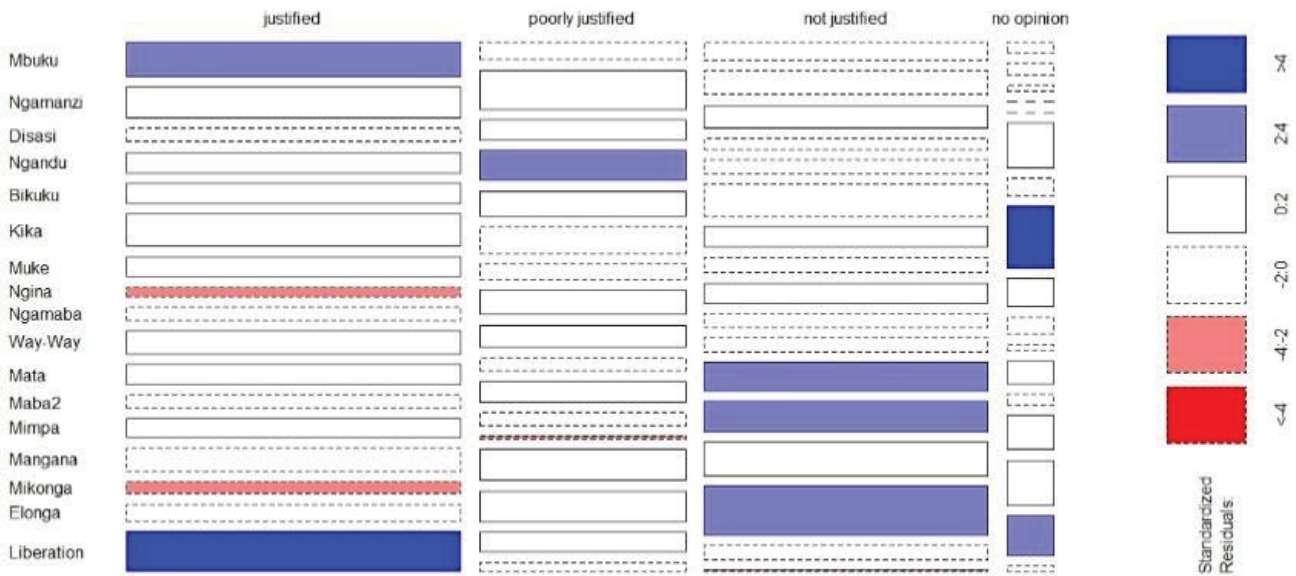 justified poorly justified not justified no opinion
Mbuku
Ngamanzi
Disasi
Ngandu
Bikuku
Kika
Muke
Ngina
Ngamaba
Way-Way
Mata
Maba2
Mimpa
Mangana
Mikonga
Elonga
Liberation
>4
2:4
0:2
-2:0
-4:-2
<-4
Standardized
Residuals: